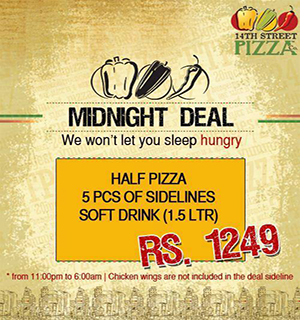 14TH STREET
PIZZA
MIDNIGHT DEAL
We won't let you sleep hungry
HALF PIZZA
5 PCS OF SIDELINES
SOFT DRINK (1.5 LTR)
RS. 1249
* from 11:00pm to 6:00am | Chicken wings are not included in the deal sideline